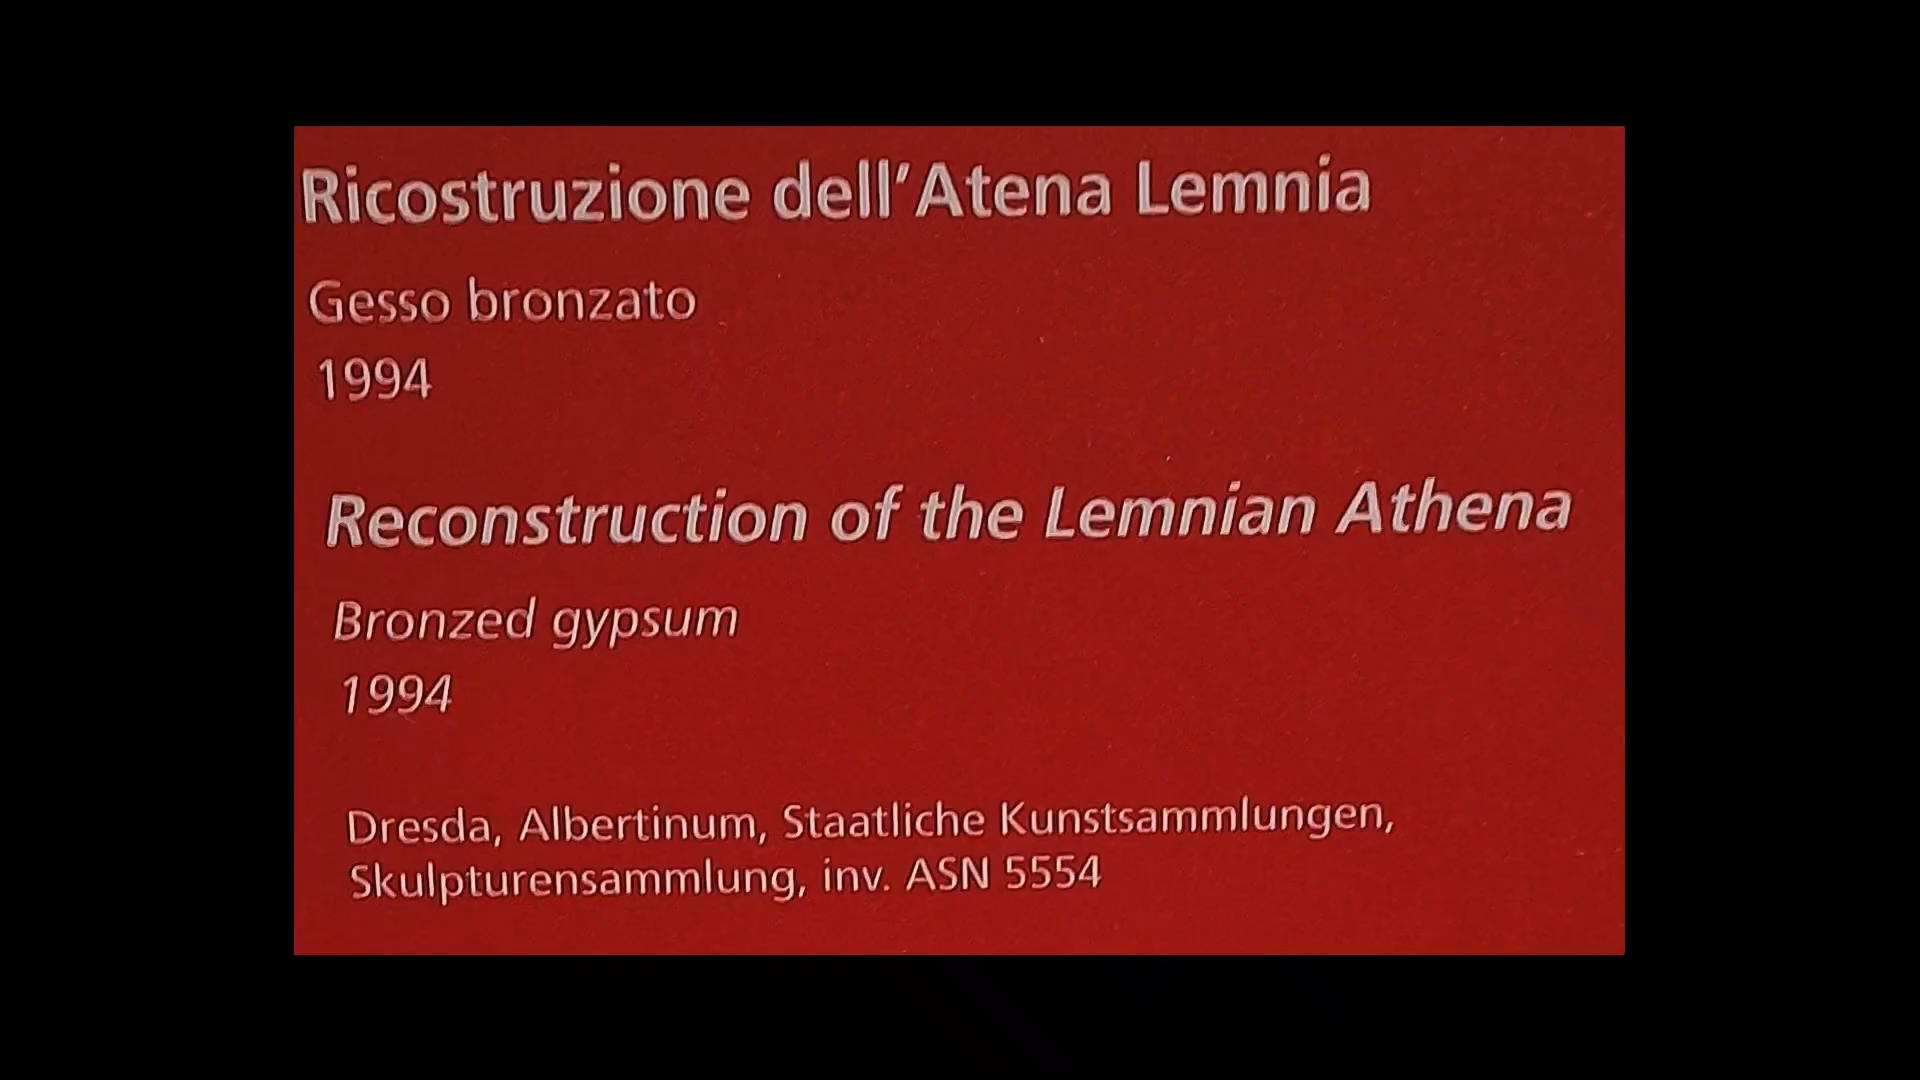 Ricostruzione dell'Atena Lemnia
Gesso bronzato
1994
Reconstruction of the Lemnian Athena
Bronzed gypsum
1994
Dresda, Albertinum, Staatliche Kunstsammlungen,
Skulpturensammlung, inv. ASN 5554